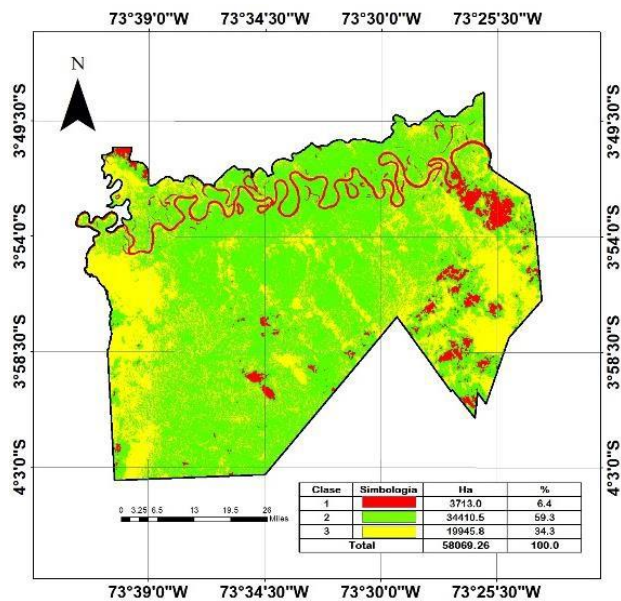 73°39'0"W 73°34'30"W 73°30'0"W 73°25'30"W
N
3°49'30"S 3°49'30"S
3°54'0"S 3°54'0"S
3°58'30"S 3°58'30"S
4°3'0"S 4°3'0"S
Clase Simbología Ha %
1 3713.0 6.4
2 34410.5 59.3
3 19945.8 34.3
Total 58069.26 100.0
0 3.25 6.5 13 19.5 26
Miles
73°39'0"W 73°34'30"W 73°30'0"W 73°25'30"W